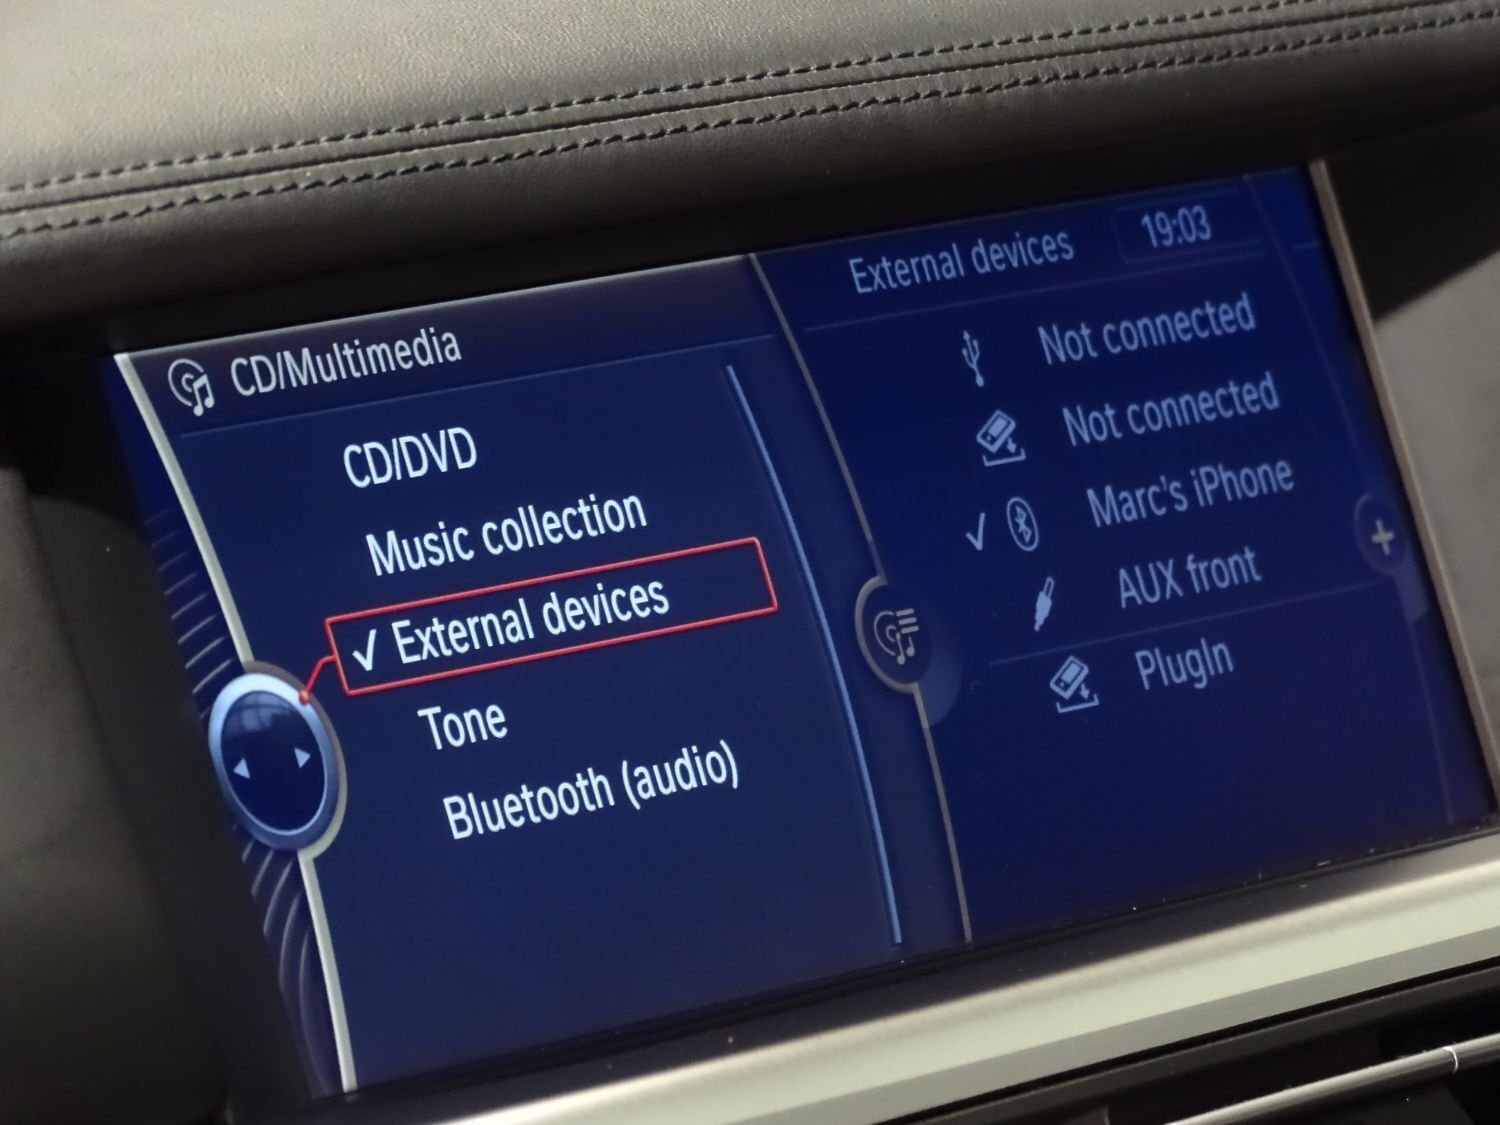 CD/Multimedia
CD/DVD
Music collection
External devices
Tone
Bluetooth (audio)
External devices
19:03
Not connected
Not connected
Marc's iPhone
AUX front
PlugIn